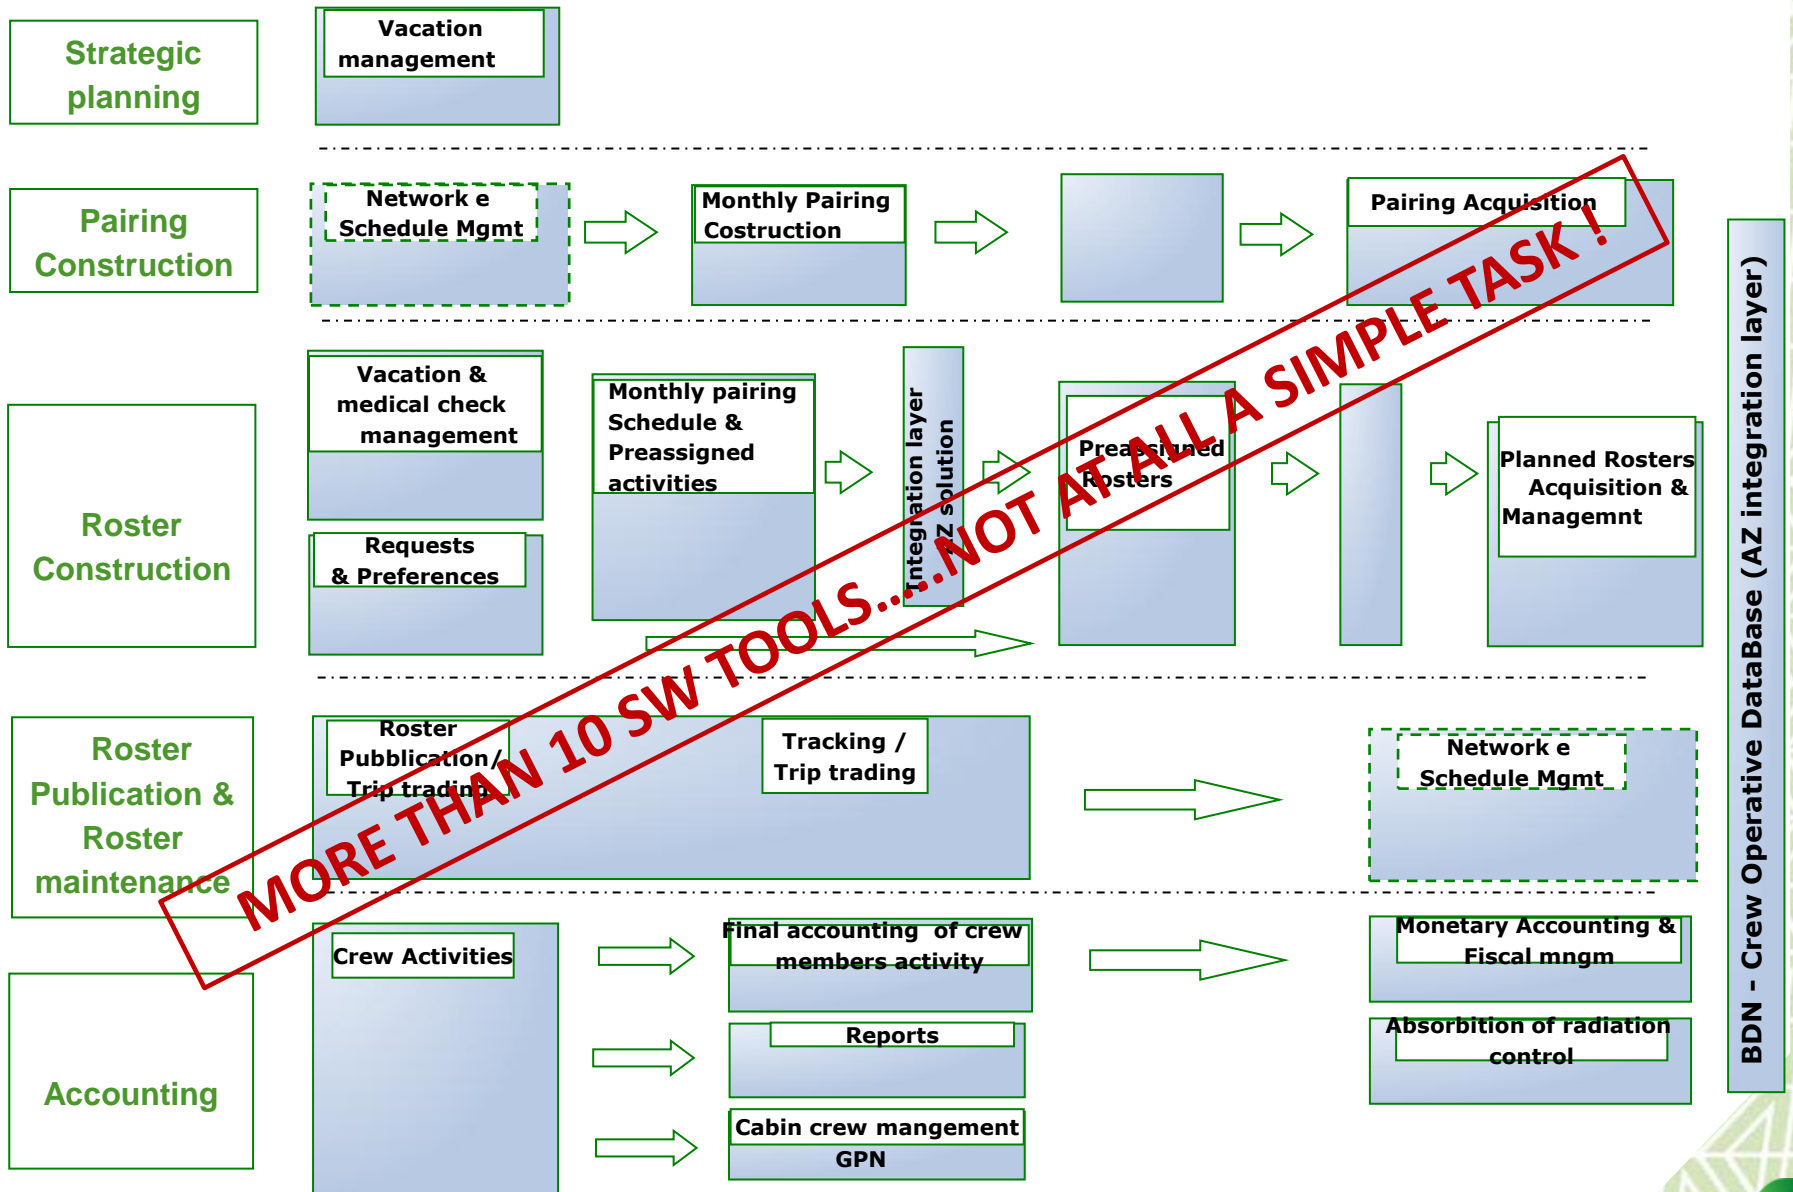 Strategic
planning
Vacation
management
Pairing
Construction
Network e
Schedule Mgmt
Monthly Pairing
Costruction
Pairing Acquisition
Roster
Construction
Vacation &
medical check
management
Requests
& Preferences
Monthly pairing
Schedule &
Preassigned
activities
Integration layer
AZ solution
Preassigned
Rosters
Planned Rosters
Acquisition &
Managemnt
Roster
Publication &
Roster
maintenance
Roster
Pubblication/
Trip trading
Tracking /
Trip trading
Network e
Schedule Mgmt
Accounting
Crew Activities
Final accounting of crew
members activity
Reports
Cabin crew mangement
GPN
Monetary Accounting &
Fiscal mngm
Absorbition of radiation
control
BDN - Crew Operative DataBase (AZ integration layer)
MORE THAN 10 SW TOOLS.....NOT AT ALL A SIMPLE TASK !